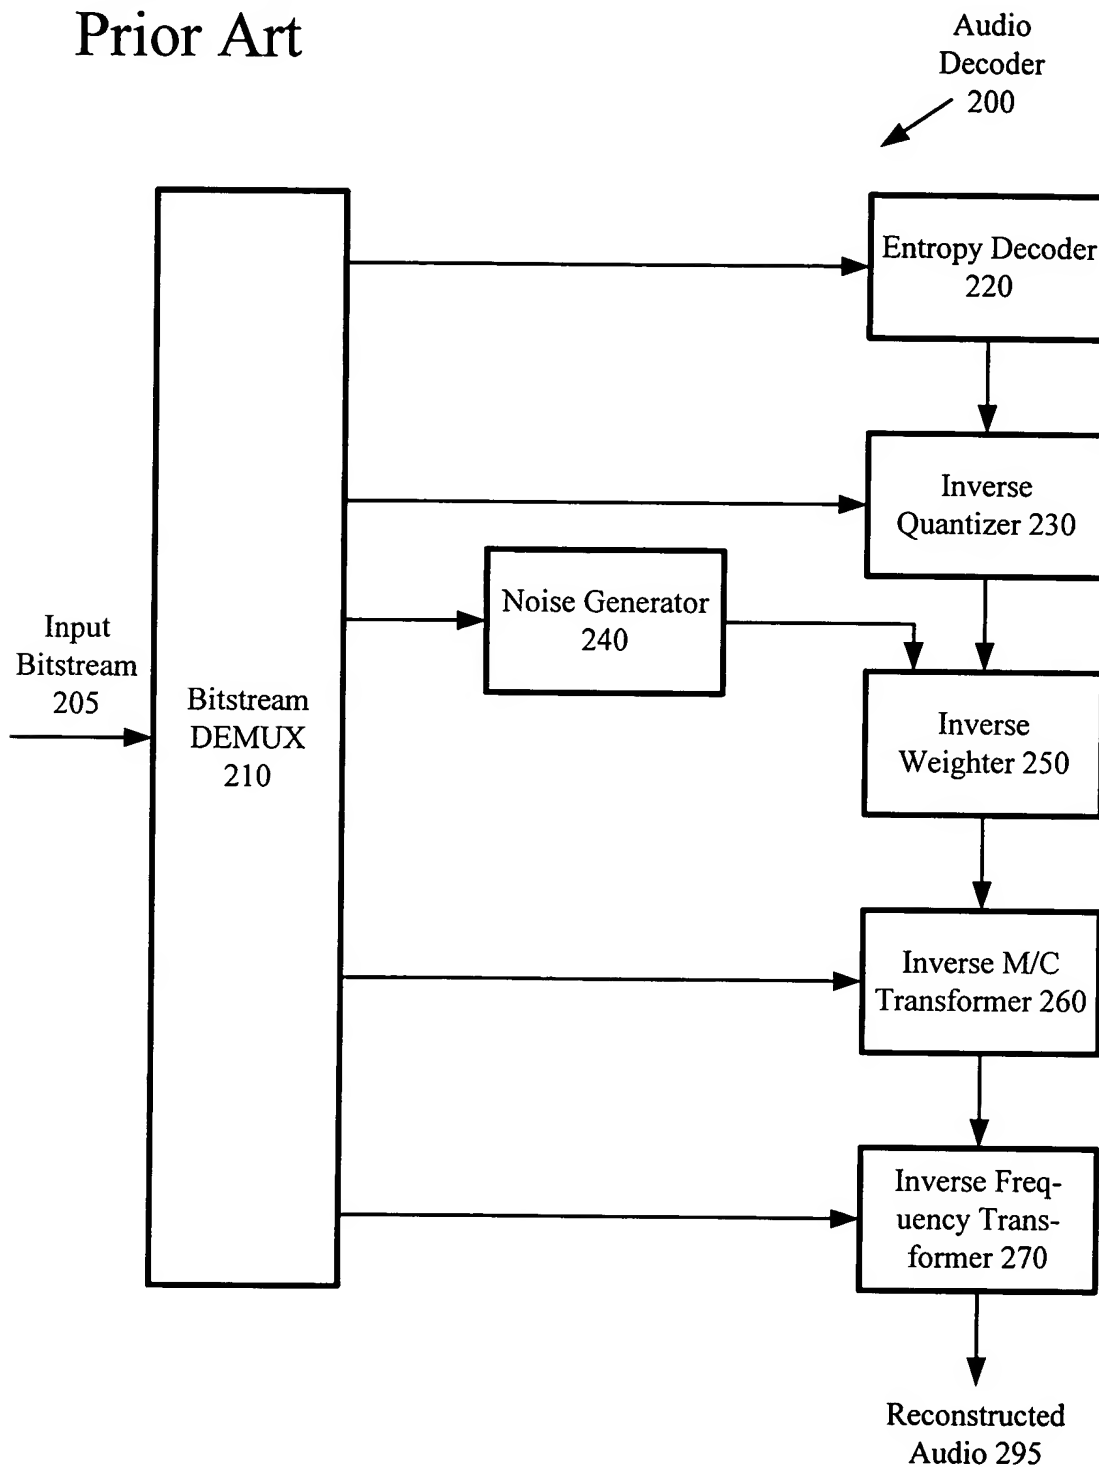 Prior Art
Audio
Decoder
200
Entropy Decoder
220
Inverse
Quantizer 230
Noise Generator
240
Input
Bitstream
205
Bitstream
DEMUX
210
Inverse
Weighter 250
Inverse M/C
Transformer 260
Inverse Freq-
uency Trans-
former 270
Reconstructed
Audio 295